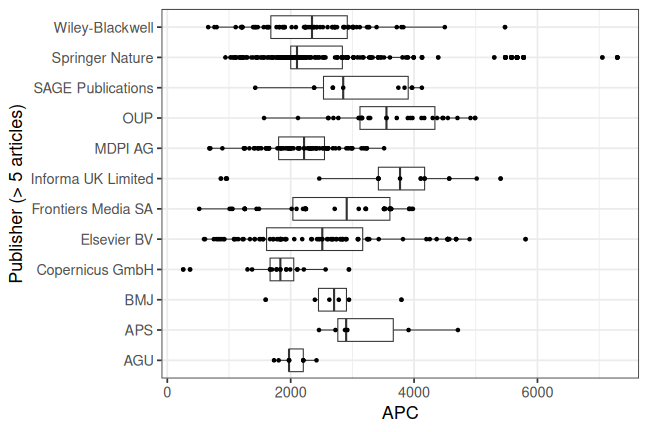 Publisher (> 5 articles)
Wiley-Blackwell
Springer Nature
SAGE Publications
OUP
MDPI AG
Informa UK Limited
Frontiers Media SA
Elsevier BV
Copernicus GmbH
BMJ
APS
AGU
0 2000 4000 6000
APC